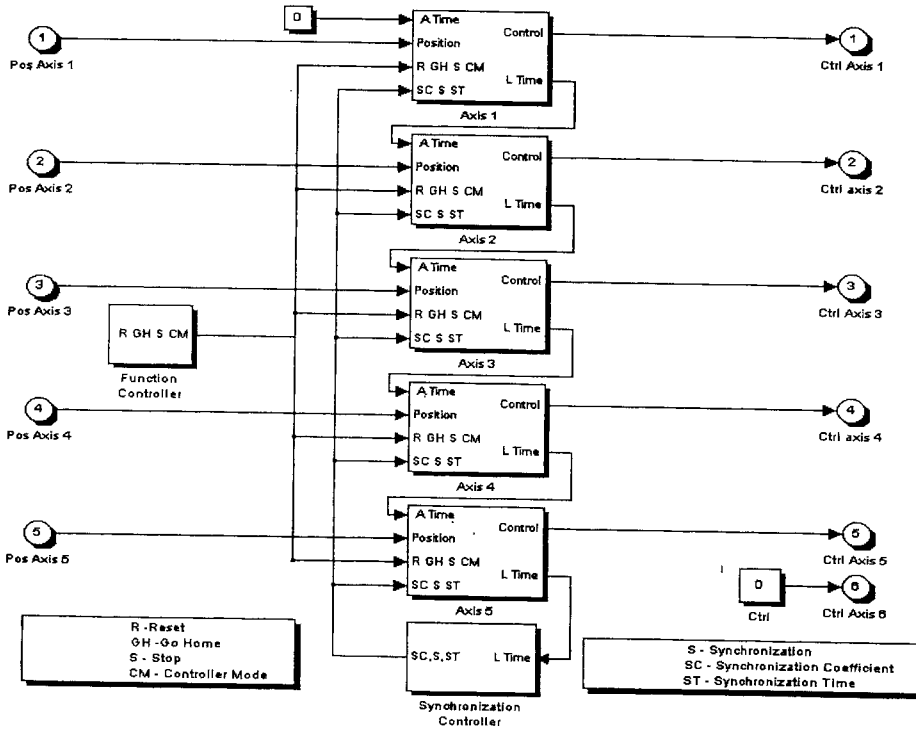 0
A Time
Position
R GH S CM
SC S ST
Control
L Time
Axis 1
1
Pos Axis 1
1
Ctrl Axis 1
A Time
Position
R GH S CM
SC S ST
Control
L Time
Axis 2
2
Pos Axis 2
2
Ctrl axis 2
A Time
Position
R GH S CM
SC S ST
Control
L Time
Axis 3
3
Pos Axis 3
3
Ctrl Axis 3
R GH S CM
Function
Controller
A Time
Position
R GH S CM
SC S ST
Control
L Time
Axis 4
4
Pos Axis 4
4
Ctrl axis 4
A Time
Position
R GH S CM
SC S ST
Control
L Time
Axis 5
5
Pos Axis 5
5
Ctrl Axis 5
0
Ctrl
6
Ctrl Axis 6
SC,S,ST
L Time
Synchronization
Controller
R -Reset
GH -Go Home
S - Stop
CM - Controller Mode
S - Synchronization
SC - Synchronization Coefficient
ST - Synchronization Time